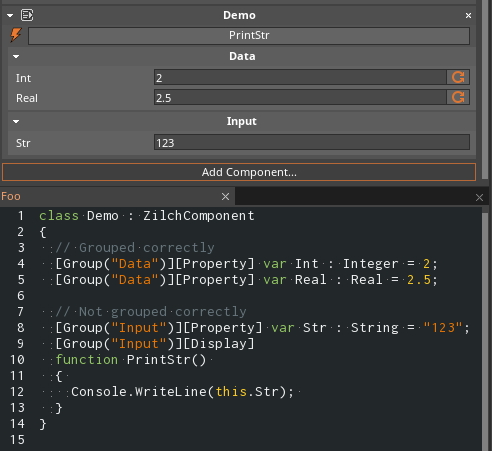 Demo
PrintStr
Data
Int 2
Real 2.5
Input
Str 123
Add Component...
Foo
1 class Demo : ZilchComponent
2 {
3 // Grouped correctly
4 [Group("Data")][Property] var Int : Integer = 2;
5 [Group("Data")][Property] var Real : Real = 2.5;
6
7 // Not grouped correctly
8 [Group("Input")][Property] var Str : String = "123";
9 [Group("Input")][Display]
10 function PrintStr()
11 {
12 Console.WriteLine(this.Str);
13 }
14 }
15